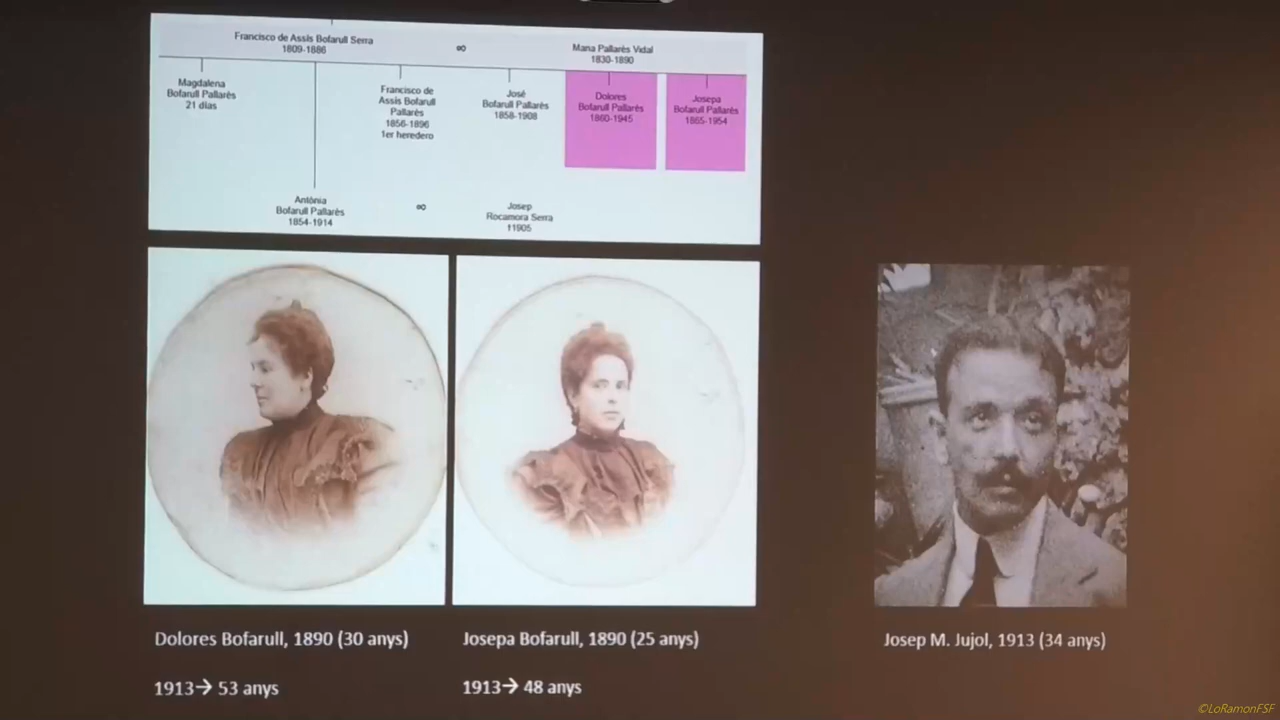 Francisco de Assís Bofarull Serra
1809-1886
∞
Maria Pallarès Vidal
1830-1890
Magdalena
Bofarull Pallarès
21 días
Francisco de
Assís Bofarull
Pallarès
1856-1896
1er heredero
José
Bofarull Pallarès
1858-1908
Dolores
Bofarull Pallarès
1860-1945
Josepa
Bofarull Pallarès
1865-1954
Antònia
Bofarull Pallarès
1854-1914
∞
Josep
Rocamora Serra
†1905
Dolores Bofarull, 1890 (30 anys)
1913→ 53 anys
Josepa Bofarull, 1890 (25 anys)
1913→ 48 anys
Josep M. Jujol, 1913 (34 anys)
©LoRamonFSF